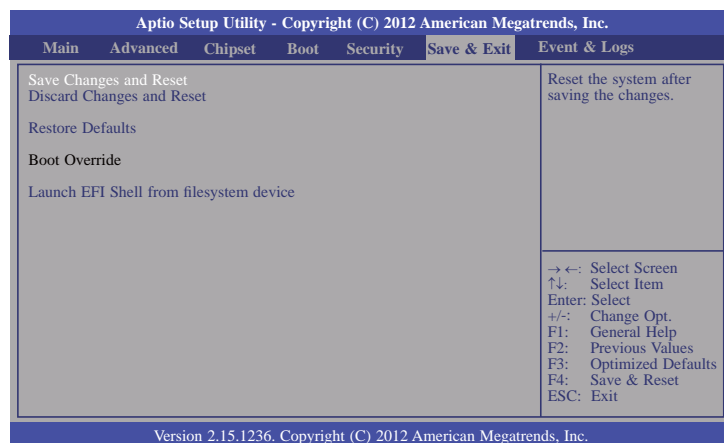 Aptio Setup Utility - Copyright (C) 2012 American Megatrends, Inc.
Main Advanced Chipset Boot Security Save & Exit Event & Logs
Save Changes and Reset
Discard Changes and Reset
Restore Defaults
Boot Override
Launch EFI Shell from filesystem device
Reset the system after
saving the changes.
→←: Select Screen
↑↓: Select Item
Enter: Select
+/-: Change Opt.
F1: General Help
F2: Previous Values
F3: Optimized Defaults
F4: Save & Reset
ESC: Exit
Version 2.15.1236. Copyright (C) 2012 American Megatrends, Inc.